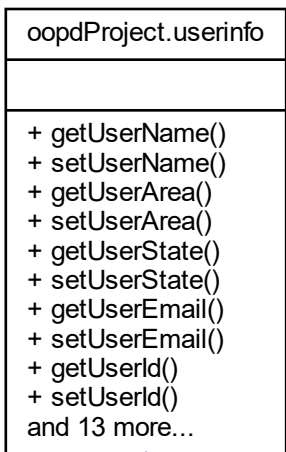 oopdProject.userinfo
+ getUserName()
+ setUserName()
+ getUserArea()
+ setUserArea()
+ getUserState()
+ setUserState()
+ getUserEmail()
+ setUserEmail()
+ getUserId()
+ setUserId()
and 13 more...